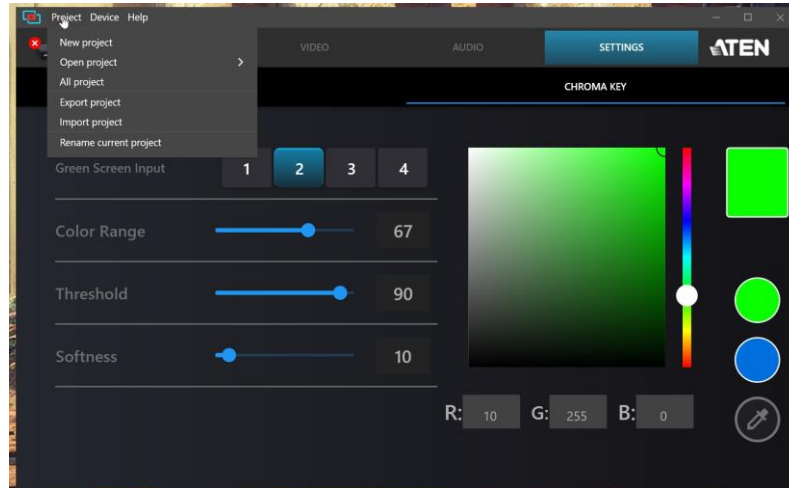 Project Device Help
New project
Open project
All project
Export project
Import project
Rename current project
VIDEO
AUDIO
SETTINGS
ATEN
CHROMA KEY
Green Screen Input
1 2 3 4
Color Range 67
Threshold 90
Softness 10
R: 10 G: 255 B: 0